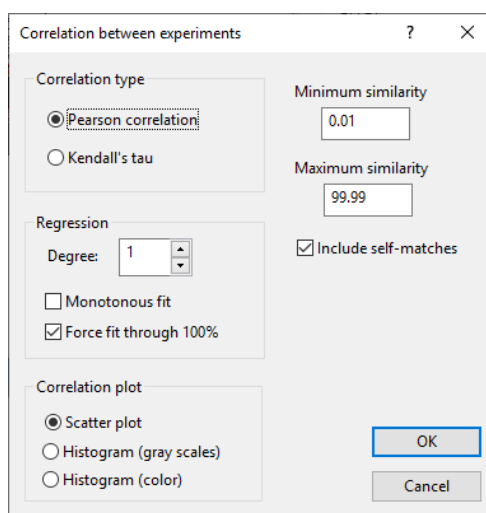 Correlation between experiments
?
Correlation type
Pearson correlation
Kendall's tau
Minimum similarity
0.01
Maximum similarity
99.99
Include self-matches
Regression
Degree: 1
Monotonous fit
Force fit through 100%
Correlation plot
Scatter plot
Histogram (gray scales)
Histogram (color)
OK
Cancel